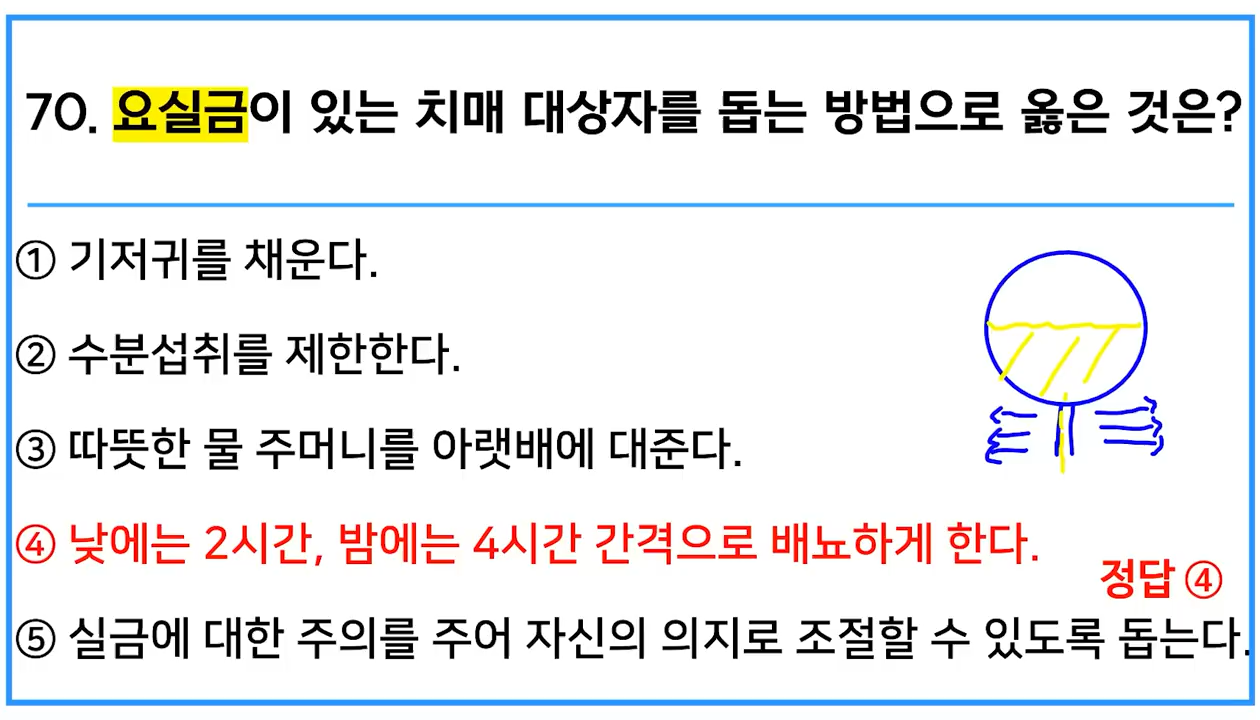 70. 요실금이 있는 치매 대상자를 돕는 방법으로 옳은 것은?
① 기저귀를 채운다.
② 수분섭취를 제한한다.
③ 따뜻한 물 주머니를 아랫배에 대준다.
④ 낮에는 2시간, 밤에는 4시간 간격으로 배뇨하게 한다.
정답 ④
⑤ 실금에 대한 주의를 주어 자신의 의지로 조절할 수 있도록 돕는다.